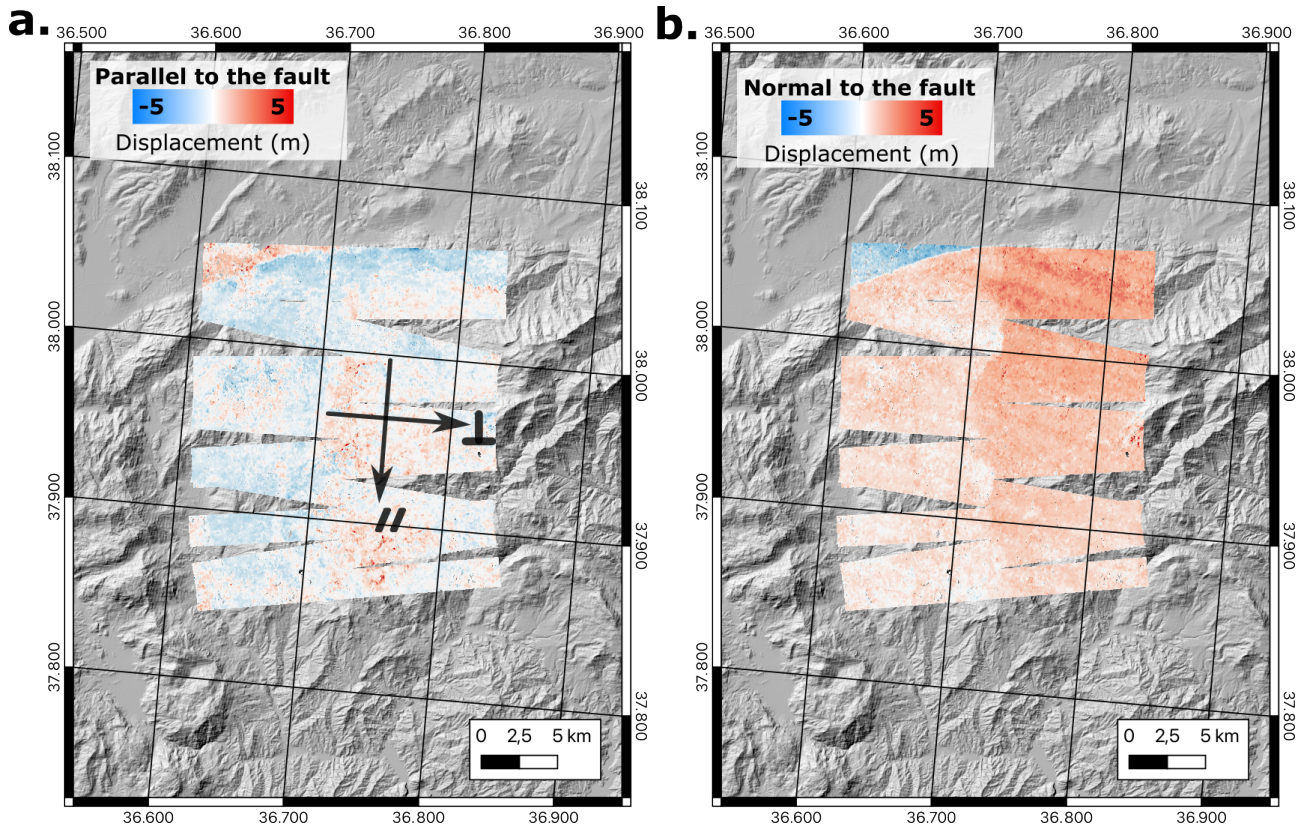 a.
36.500 36.600 36.700 36.800 36.900
Parallel to the fault
-5 5
Displacement (m)
38.100
38.000
37.900
37.800
38.100
38.000
37.900
37.800
⊥
//
0 2,5 5 km
36.600 36.700 36.800 36.900
b.
36.500 36.600 36.700 36.800 36.900
Normal to the fault
-5 5
Displacement (m)
38.100
38.000
37.900
37.800
38.100
38.000
37.900
37.800
0 2,5 5 km
36.600 36.700 36.800 36.900